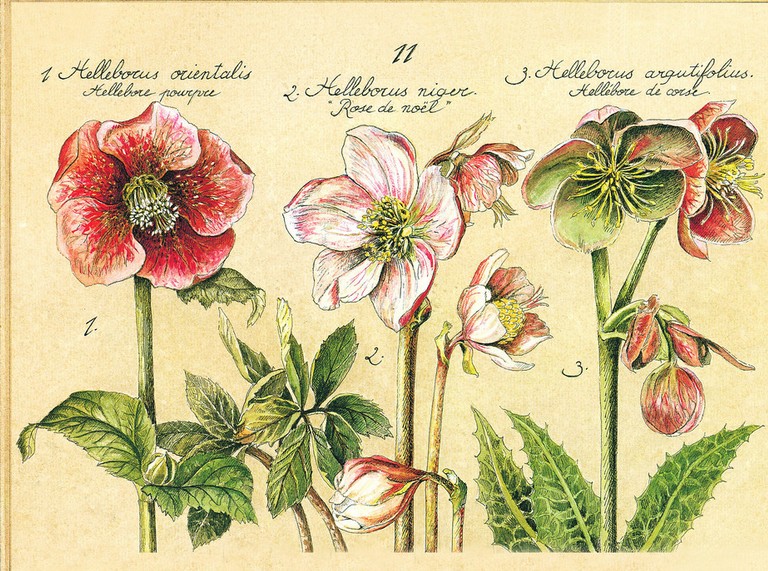 11
1 Helleborus orientalis
Hellebore pourpre
2. Helleborus niger.
"Rose de noël"
3. Helleborus argutifolius.
Hellébore de corse
1.
2.
3.